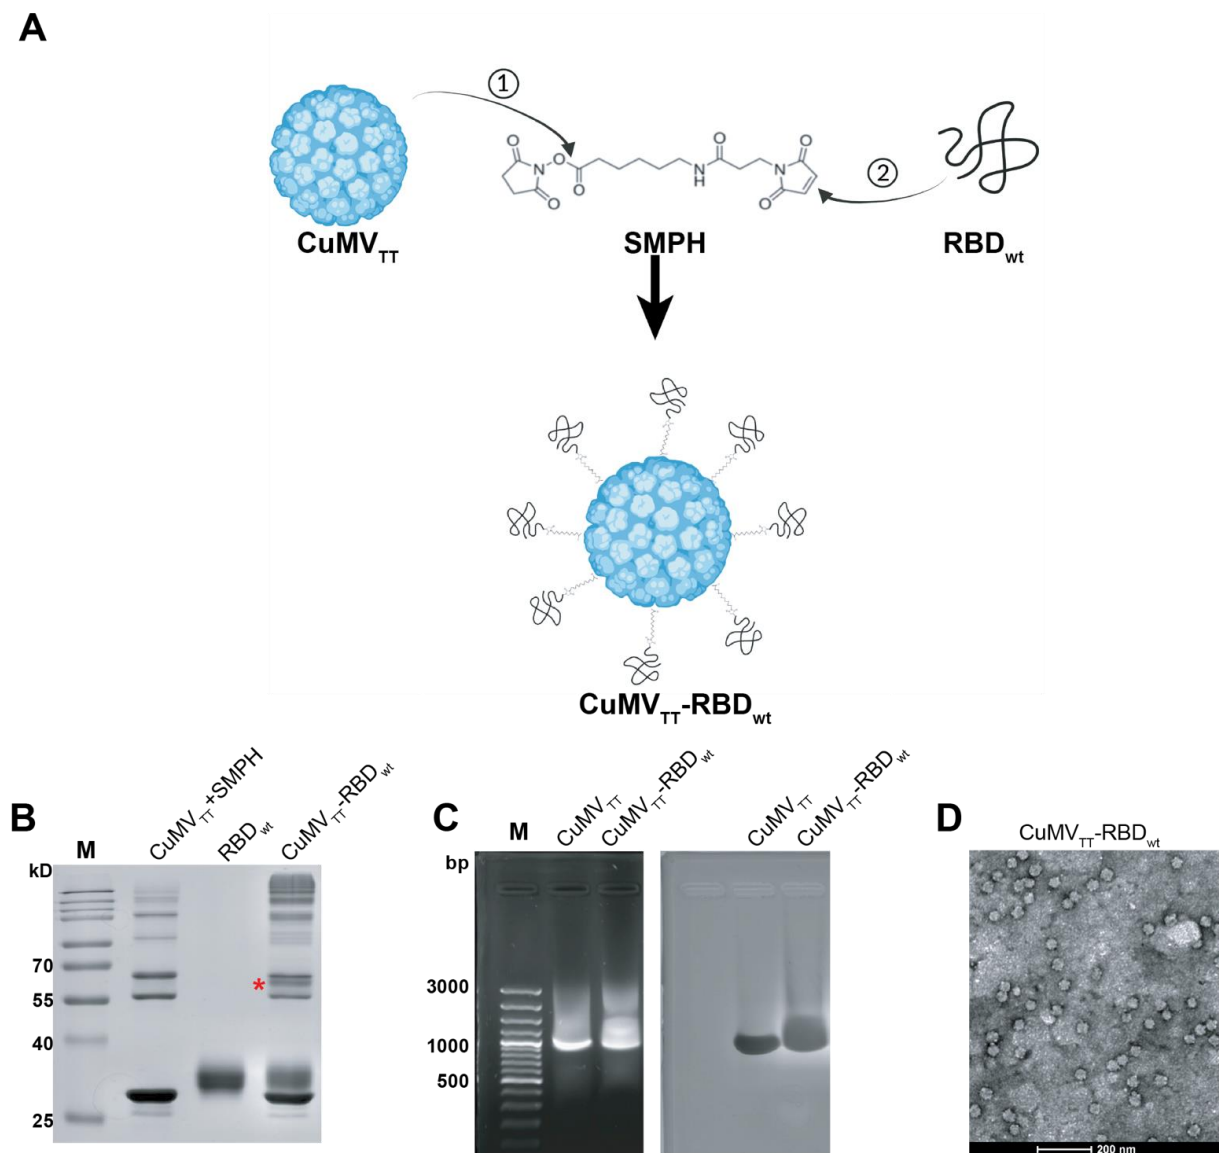 A
1
2
O
O
N
O
O
O
N
H
O
N
O
O
CuMVTT
SMPH
RBDwt
CuMVTT-RBDwt
B
kD
M
CuMVTT+SMPH
RBDwt
CuMVTT-RBDwt
70
55
*
40
25
C
bp
M
CuMVTT
CuMVTT-RBDwt
CuMVTT
CuMVTT-RBDwt
3000
1000
500
D
CuMVTT-RBDwt
200 nm